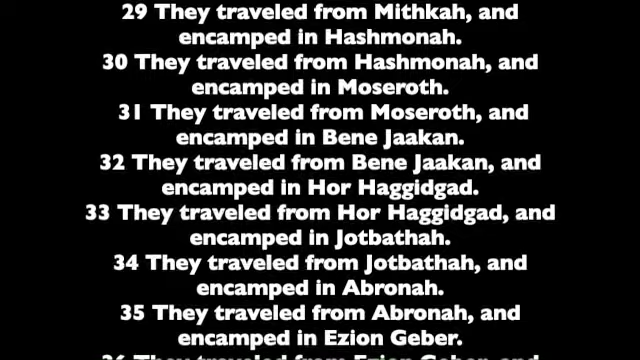 29 They traveled from Mithkah, and
encamped in Hashmonah.
30 They traveled from Hashmonah, and
encamped in Moseroth.
31 They traveled from Moseroth, and
encamped in Bene Jaakan.
32 They traveled from Bene Jaakan, and
encamped in Hor Haggidgad.
33 They traveled from Hor Haggidgad, and
encamped in Jotbathah.
34 They traveled from Jotbathah, and
encamped in Abronah.
35 They traveled from Abronah, and
encamped in Ezion Geber.
36 They traveled from Ezion Geber, and